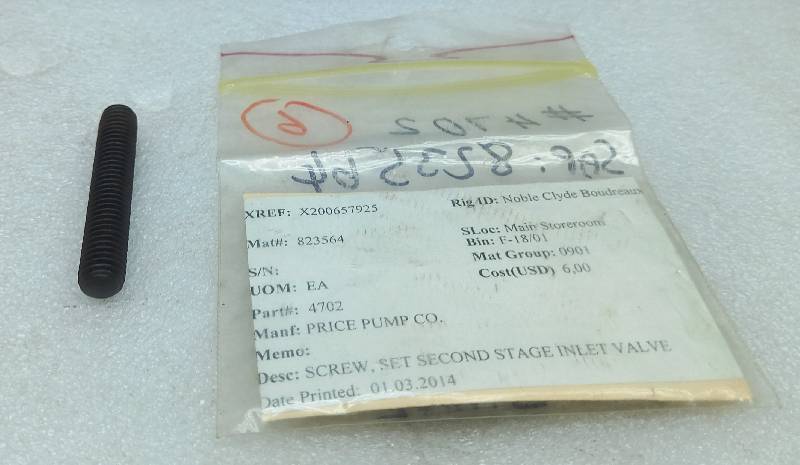 # 4702
Sap: 823564
XREF: X200657925
Mat#: 823564
S/N:
UOM: EA
Part#: 4702
Manf: PRICE PUMP CO.
Memo:
Desc: SCREW, SET SECOND STAGE INLET VALVE
Date Printed: 01.03.2014
Rig/ID: Noble Clyde Boudreaux
SLoc: Main Storeroom
Bin: F-18/01
Mat Group: 0901
Cost(USD) 6.00